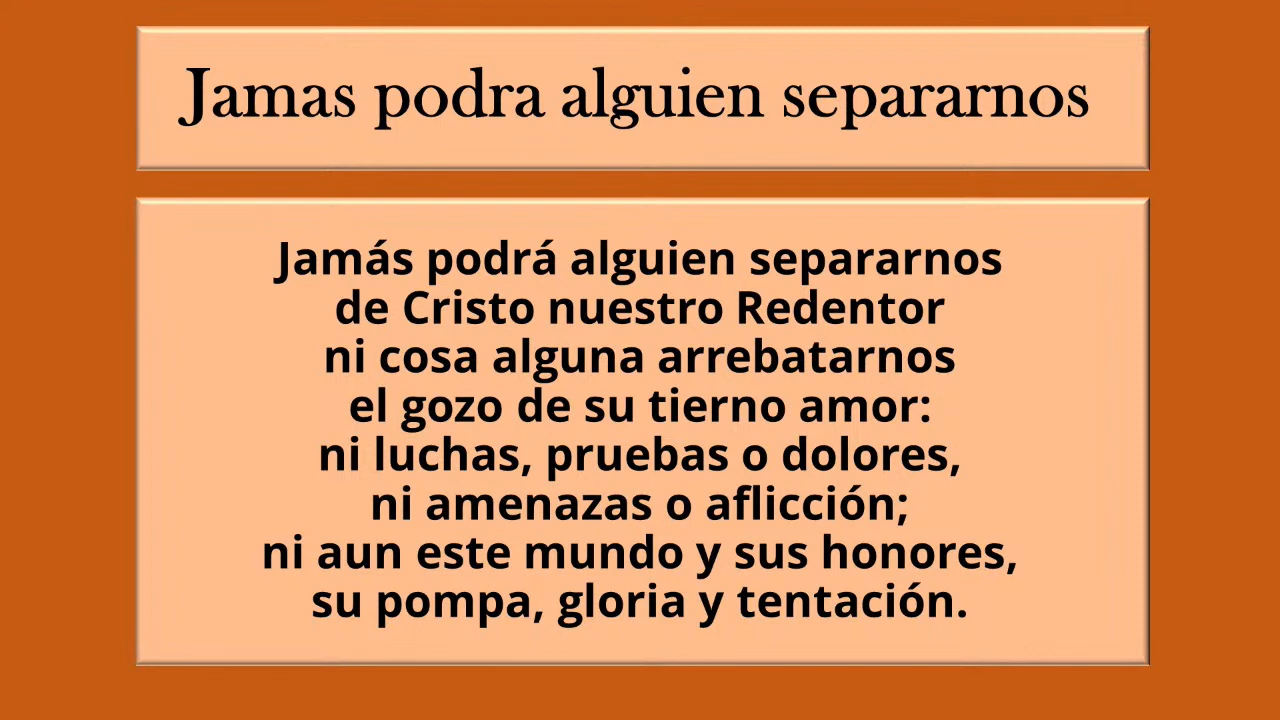 Jamas podra alguien separarnos
Jamás podrá alguien separarnos
de Cristo nuestro Redentor
ni cosa alguna arrebatarnos
el gozo de su tierno amor:
ni luchas, pruebas o dolores,
ni amenazas o aflicción;
ni aun este mundo y sus honores,
su pompa, gloria y tentación.